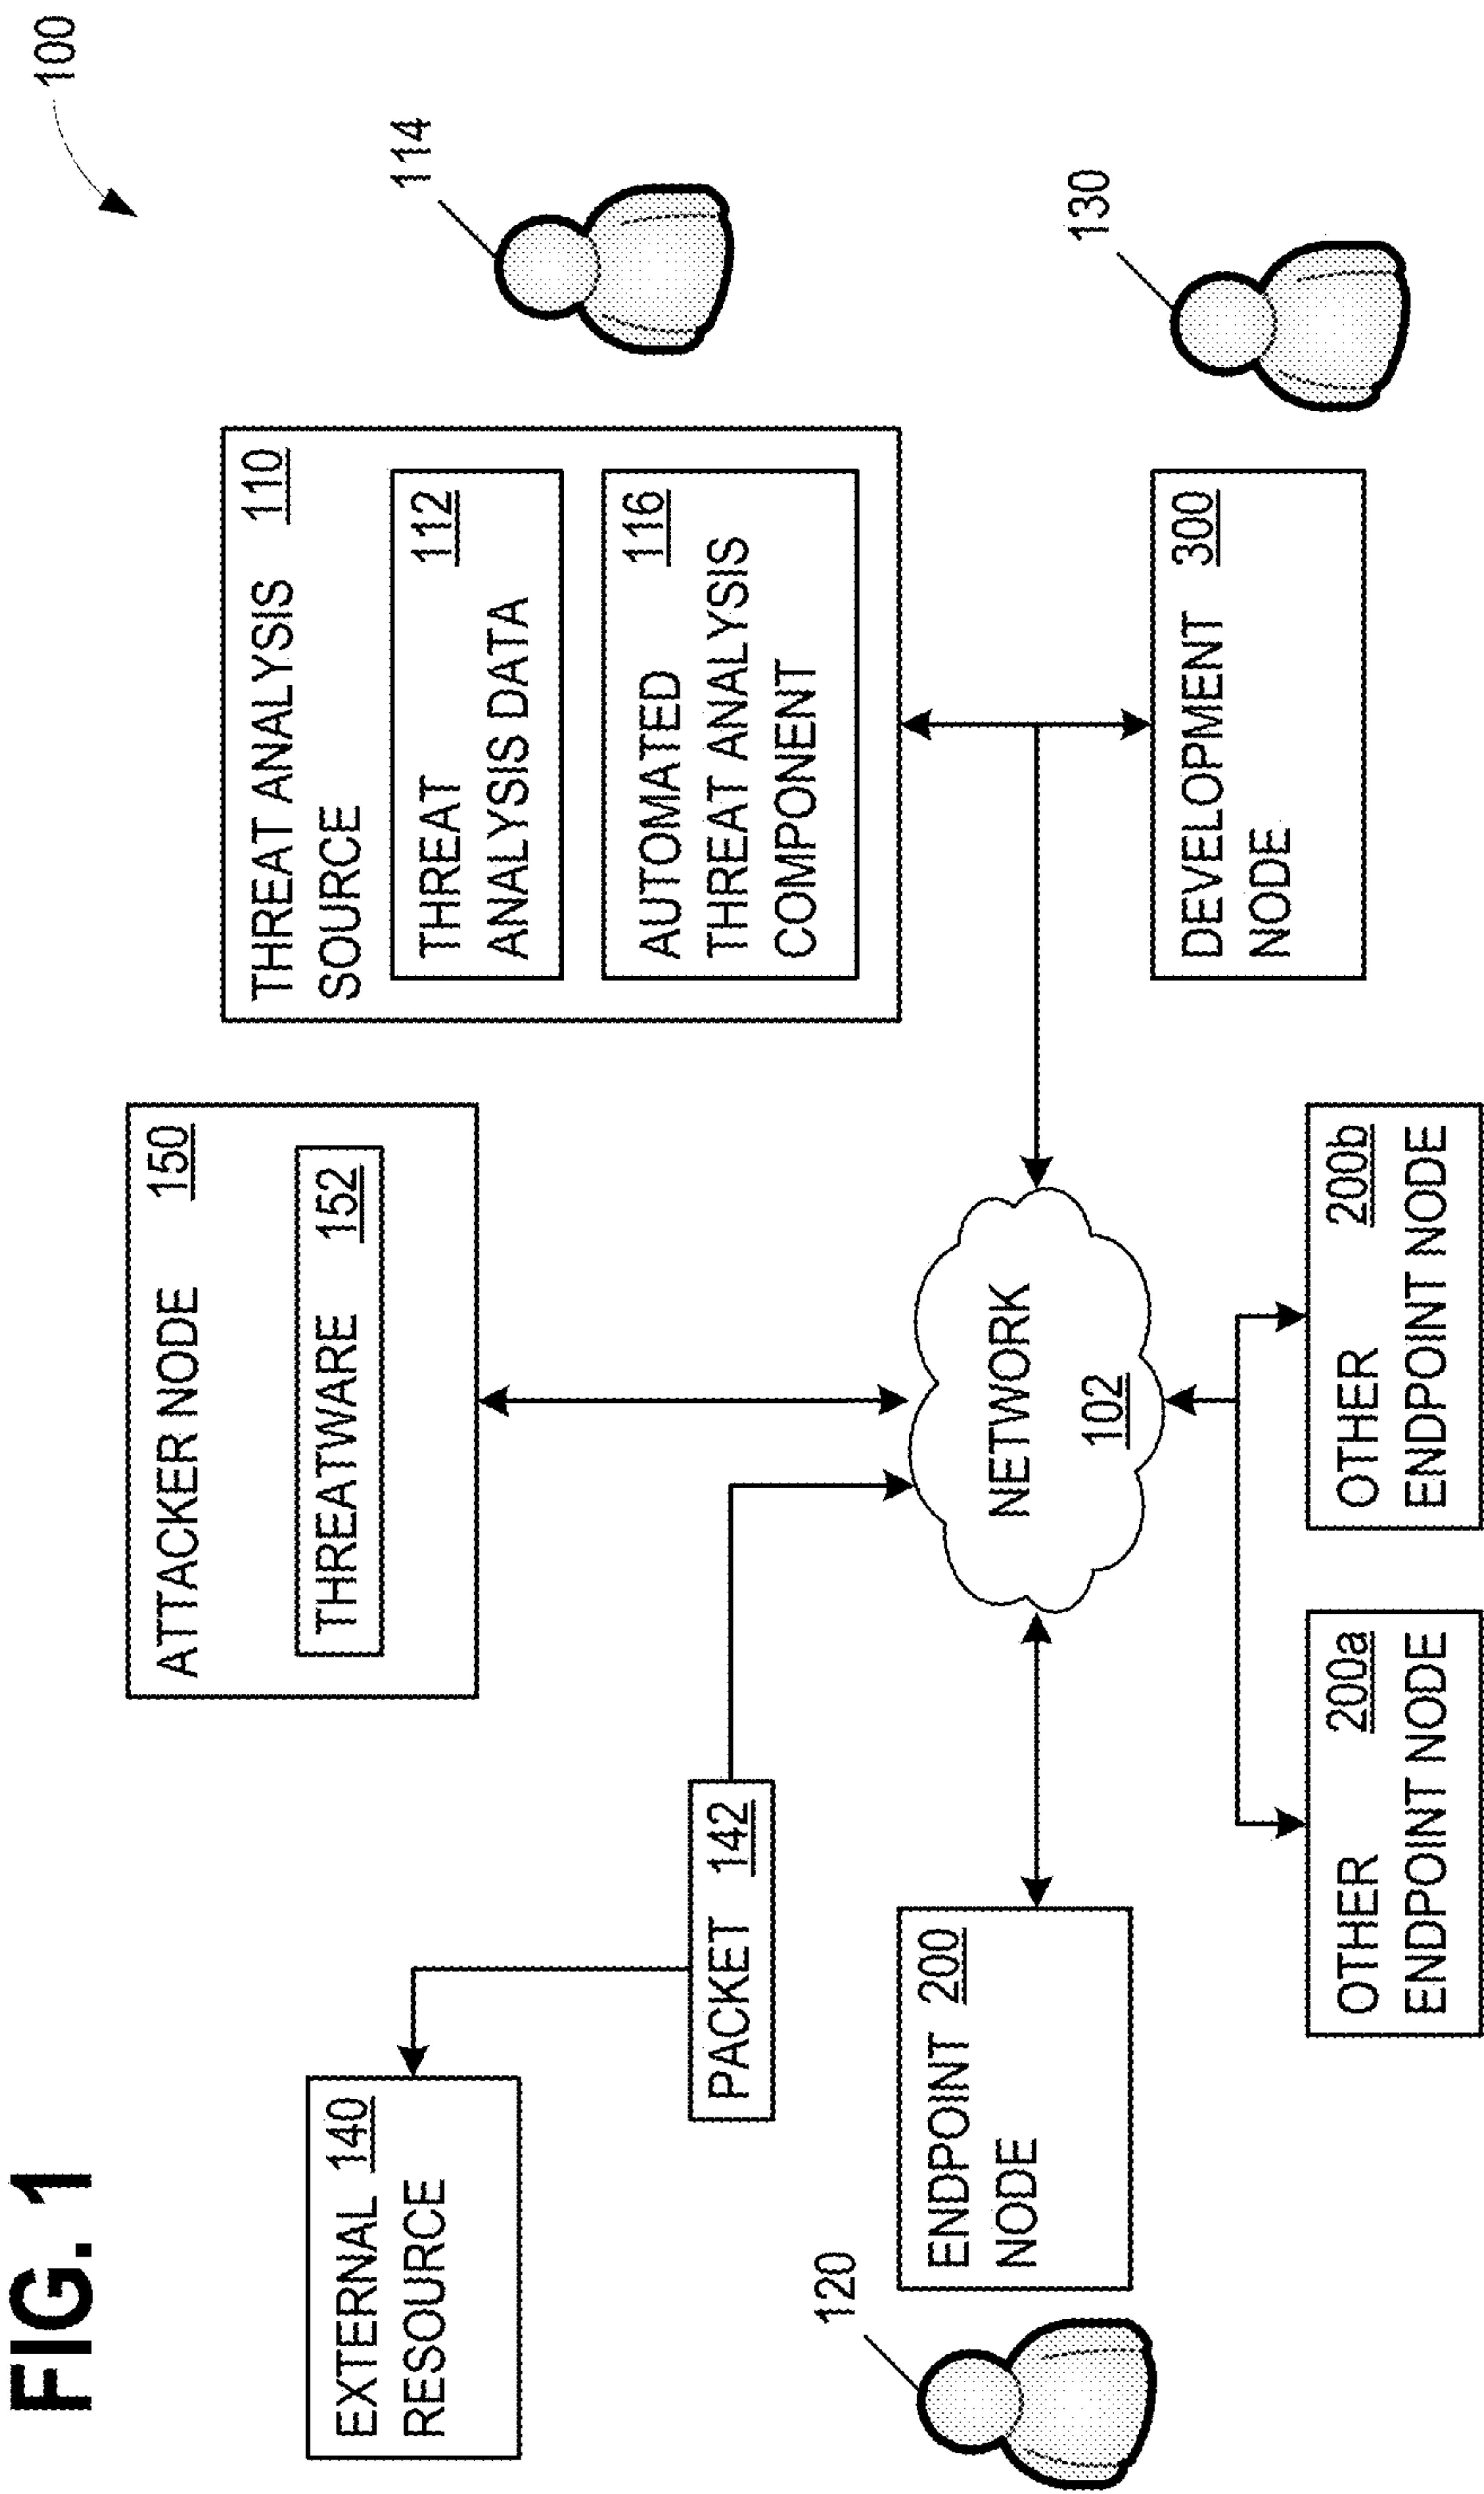 FIG. 1
100
EXTERNAL 140
RESOURCE
ATTACKER NODE 150
THREATWARE 152
THREAT ANALYSIS 110
SOURCE
THREAT 112
ANALYSIS DATA
AUTOMATED 116
THREAT ANALYSIS
COMPONENT
114
PACKET 142
120
ENDPOINT 200
NODE
NETWORK
102
DEVELOPMENT 300
NODE
130
OTHER 200a
ENDPOINT NODE
OTHER 200b
ENDPOINT NODE